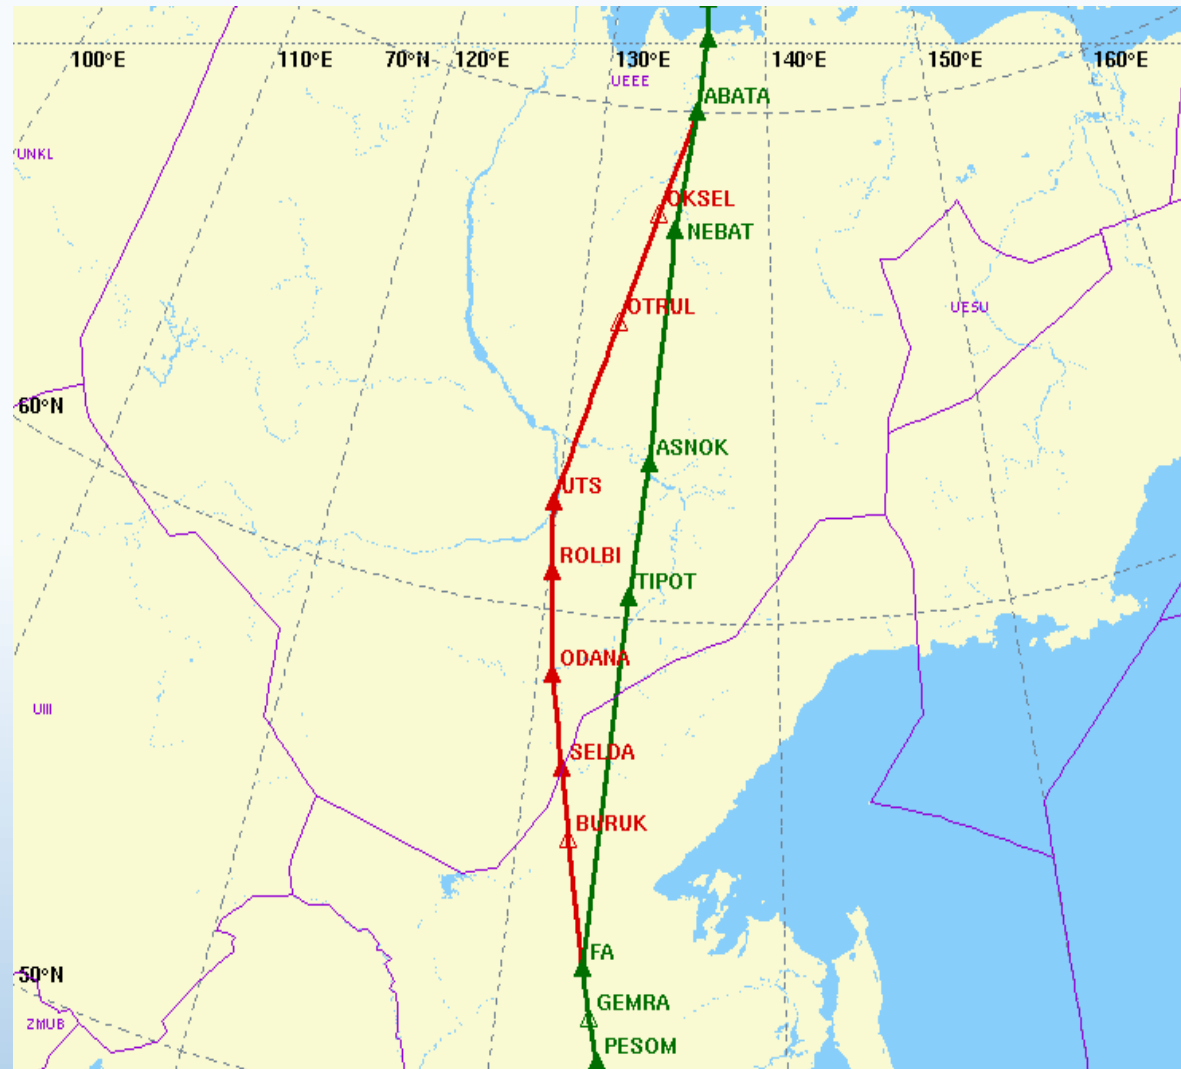 100°E
110°E
70°N
120°E
130°E
140°E
150°E
160°E
UEEE
ABATA
UNKL
OKSEL
NEBAT
OTRUL
UESU
60°N
ASNOK
UTS
ROLBI
TIPOT
ODANA
UIII
SELDA
BURUK
FA
50°N
GEMRA
ZMUB
PESOM